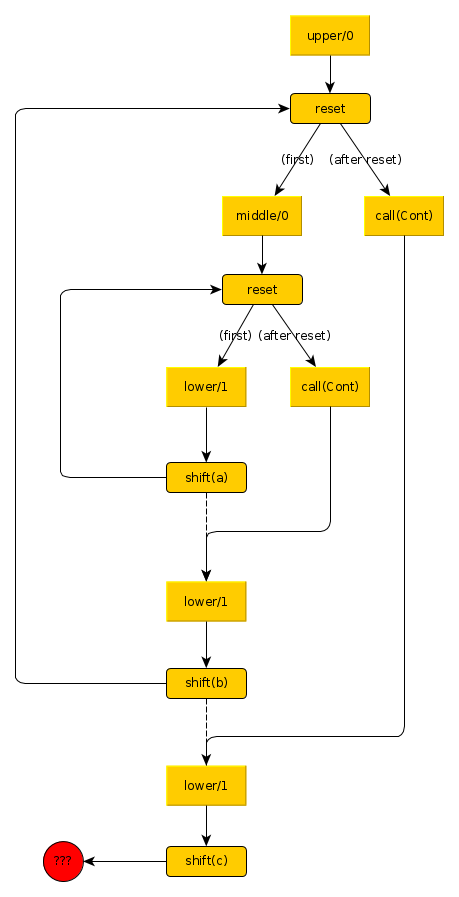 upper/0
reset
(first)
(after reset)
middle/0
call(Cont)
reset
(first)
(after reset)
lower/1
call(Cont)
shift(a)
lower/1
shift(b)
lower/1
???
shift(c)